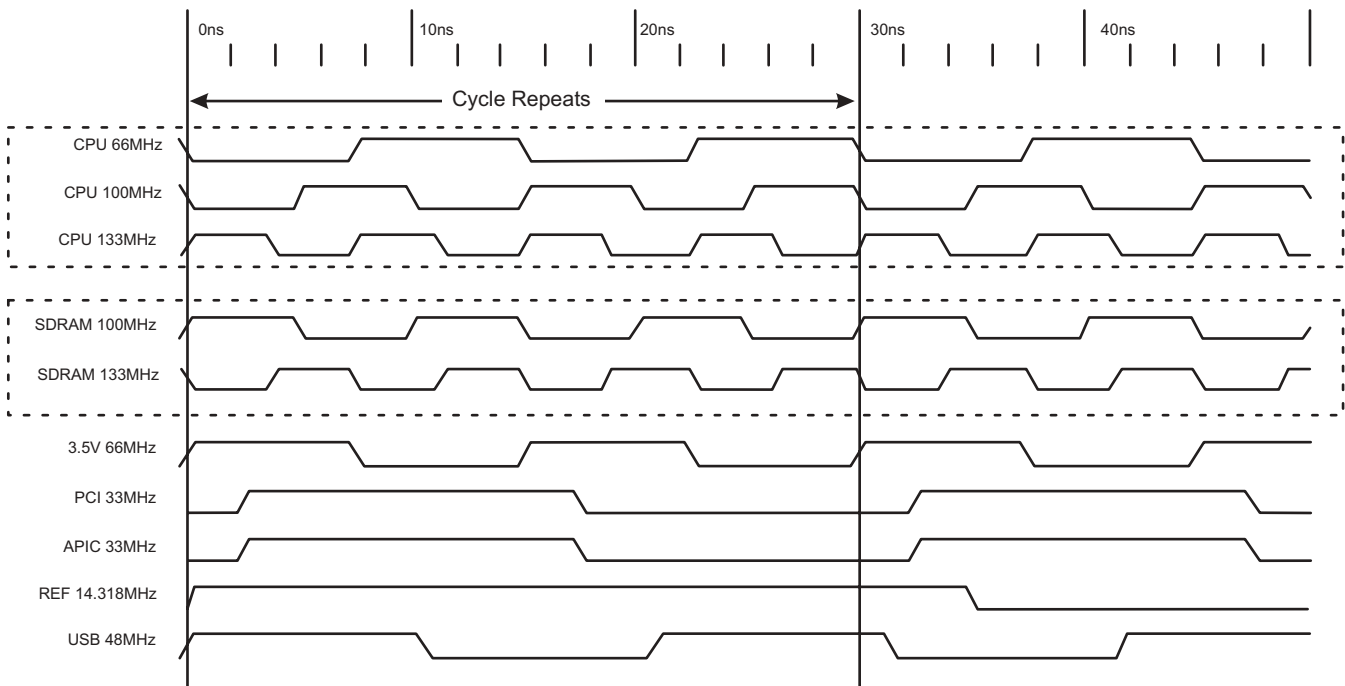 0ns 10ns 20ns 30ns 40ns
Cycle Repeats
CPU 66MHz
CPU 100MHz
CPU 133MHz
SDRAM 100MHz
SDRAM 133MHz
3.5V 66MHz
PCI 33MHz
APIC 33MHz
REF 14.318MHz
USB 48MHz